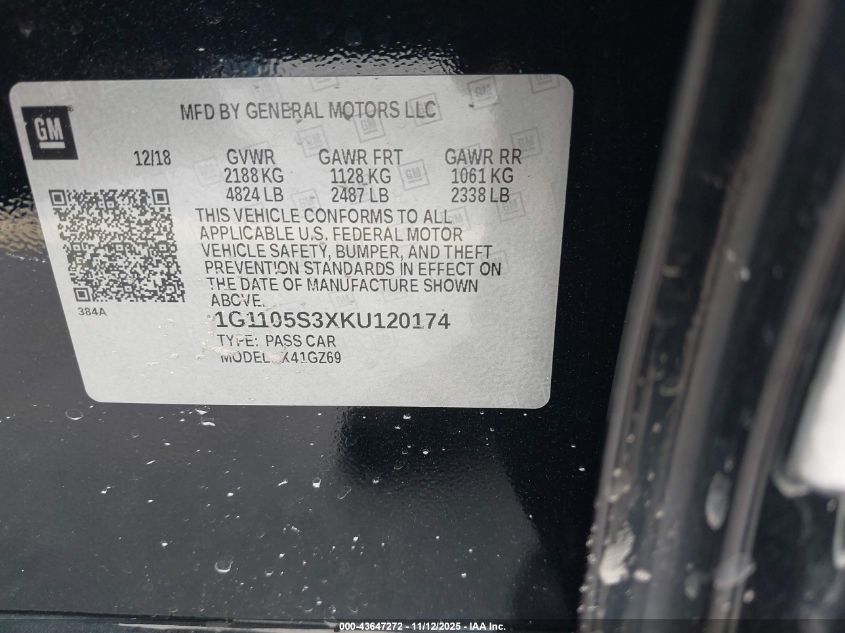 GM
MFD BY GENERAL MOTORS LLC
12/18 GVWR GAWR FRT GAWR RR
2188 KG 1128 KG 1061 KG
4824 LB 2487 LB 2338 LB
THIS VEHICLE CONFORMS TO ALL
APPLICABLE U.S. FEDERAL MOTOR
VEHICLE SAFETY, BUMPER, AND THEFT
PREVENTION STANDARDS IN EFFECT ON
THE DATE OF MANUFACTURE SHOWN
ABOVE.
384A
1G1105S3XKU120174
TYPE: PASS CAR
MODEL: X41GZ69
000-43647272 - 11/12/2025 - IAA Inc.